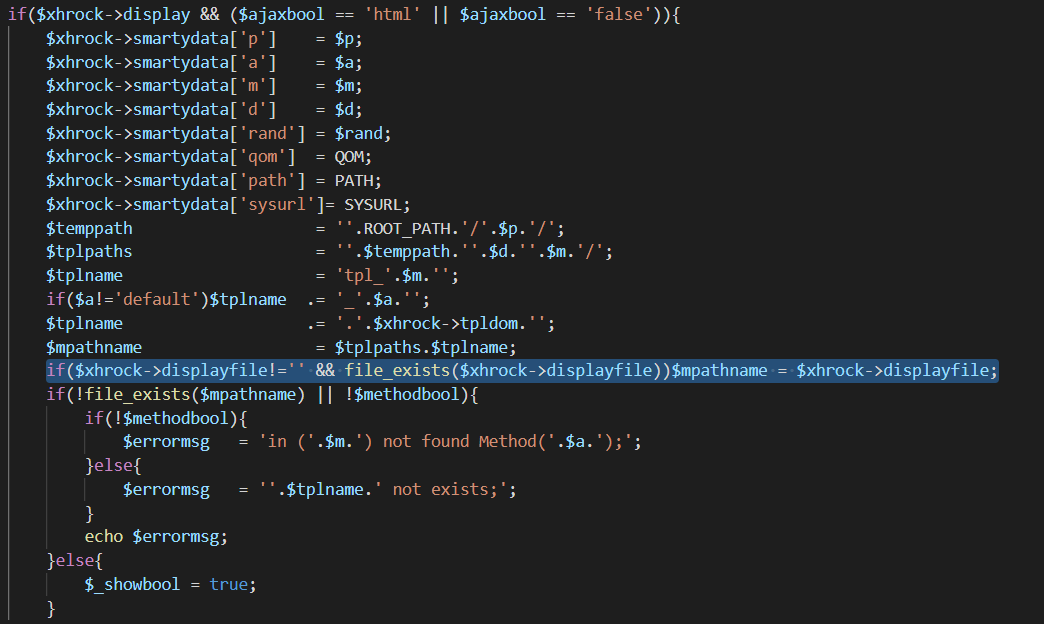 if($xhrock->display && ($ajaxbool == 'html' || $ajaxbool == 'false')){
    $xhrock->smartydata['p']    = $p;
    $xhrock->smartydata['a']    = $a;
    $xhrock->smartydata['m']    = $m;
    $xhrock->smartydata['d']    = $d;
    $xhrock->smartydata['rand'] = $rand;
    $xhrock->smartydata['qom']  = QOM;
    $xhrock->smartydata['path'] = PATH;
    $xhrock->smartydata['sysurl']= SYSURL;
    $temppath                   = ''.ROOT_PATH.'/'.$p.'/';
    $tplpaths                   = ''.$temppath.''.$d.''.$m.'/';
    $tplname                    = 'tpl_'.$m.'';
    if($a!='default')$tplname  .= '_'.$a.'';
    $tplname                   .= '.'.$xhrock->tpldom.'';
    $mpathname                  = $tplpaths.$tplname;
    if($xhrock->displayfile!='' && file_exists($xhrock->displayfile))$mpathname = $xhrock->displayfile;
    if(!file_exists($mpathname) || !$methodbool){
        if(!$methodbool){
            $errormsg   = 'in ('.$m.') not found Method('.$a.');';
        }else{
            $errormsg   = ''.$tplname.' not exists;';
        }
        echo $errormsg;
    }else{
        $_showbool = true;
    }